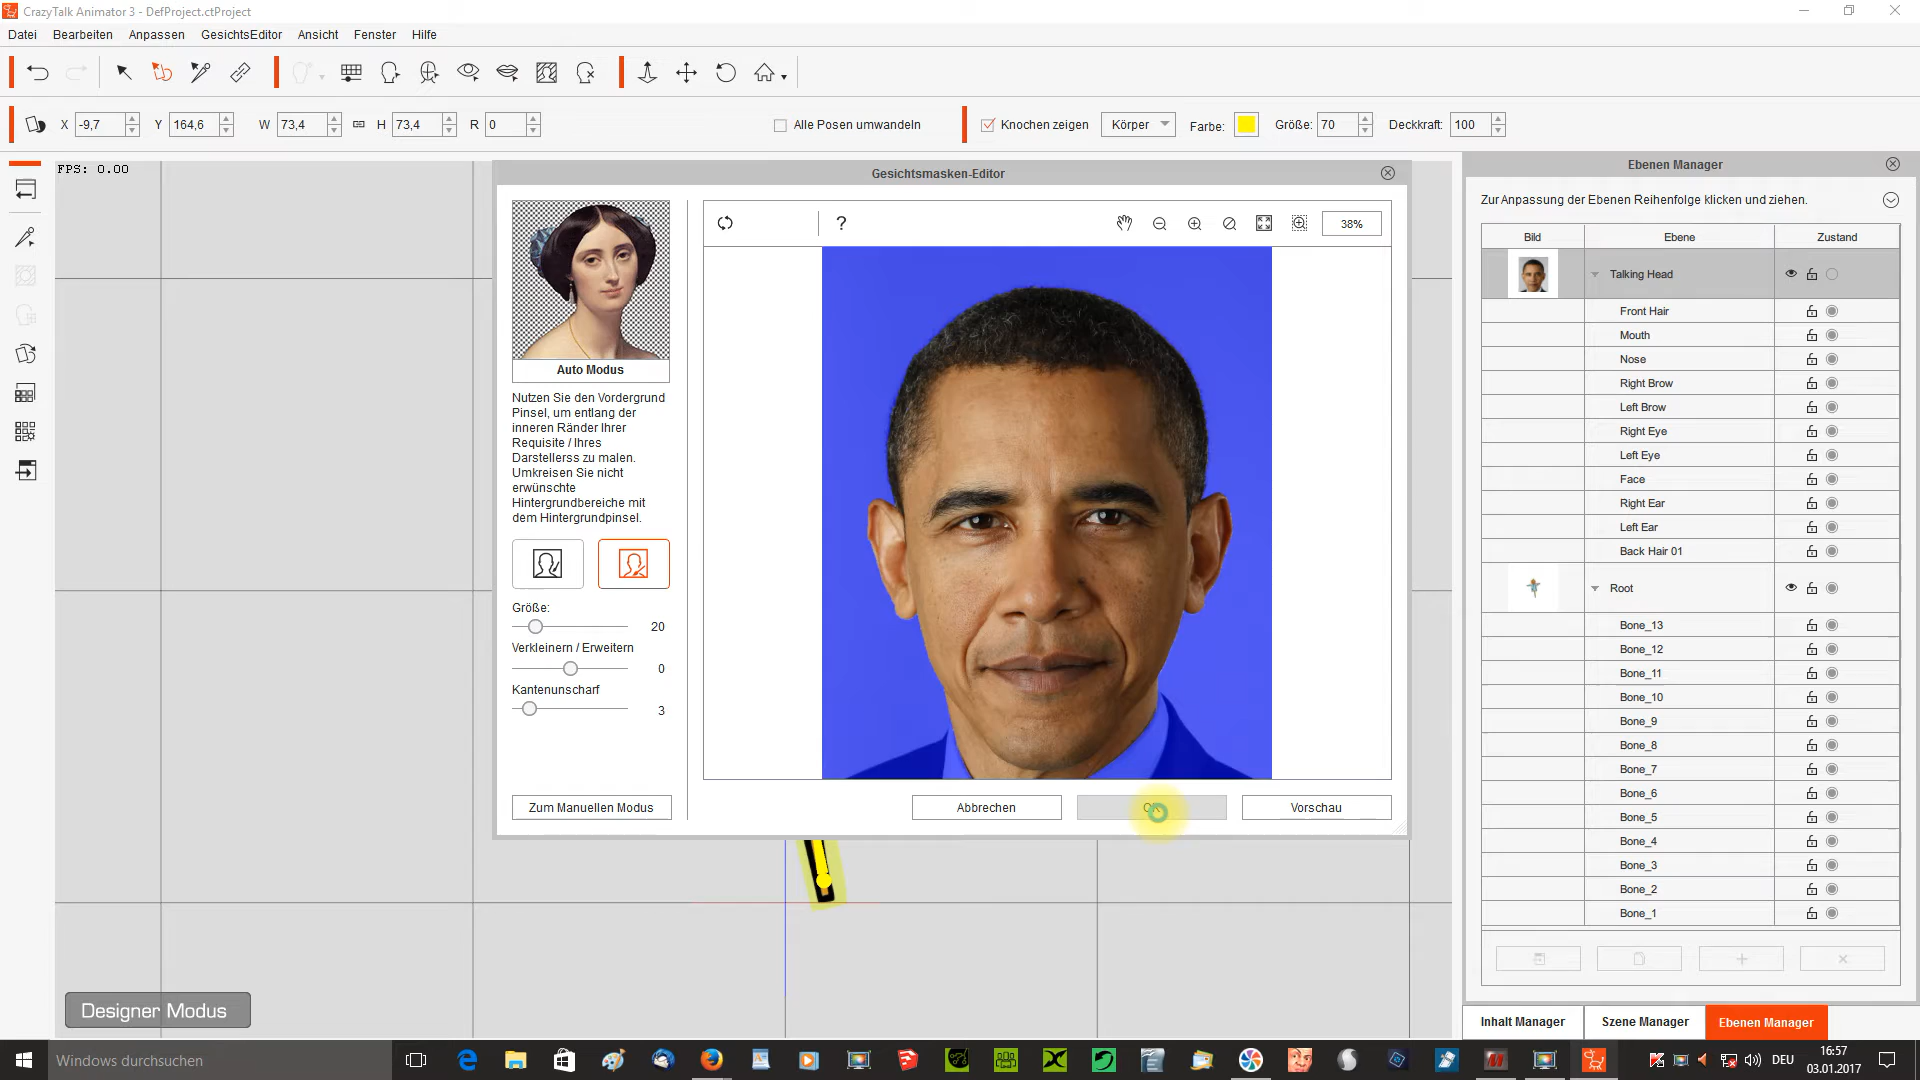 CrazyTalk Animator 3 - DefProject.ctProject
Datei Bearbeiten Anpassen GesichtsEditor Ansicht Fenster Hilfe
X -9,7 Y 164,6 W 73,4 H 73,4 R 0 Alle Posen umwandeln Knochen zeigen Körper Farbe: Größe: 70 Deckkraft: 100
FPS: 0.00
Gesichtsmasken-Editor
? 38%
Auto Modus
Nutzen Sie den Vordergrund
Pinsel, um entlang der
inneren Ränder Ihrer
Requisite / Ihres
Darstellerss zu malen.
Umkreisen Sie nicht
erwünschte
Hintergrundbereiche mit
dem Hintergrundpinsel.
Größe:
20
Verkleinern / Erweitern
0
Kantenunscharf
3
Zum Manuellen Modus Abbrechen OK Vorschau
Ebenen Manager
Zur Anpassung der Ebenen Reihenfolge klicken und ziehen.
Bild Ebene Zustand
Talking Head
Front Hair
Mouth
Nose
Right Brow
Left Brow
Right Eye
Left Eye
Face
Right Ear
Left Ear
Back Hair 01
Root
Bone_13
Bone_12
Bone_11
Bone_10
Bone_9
Bone_8
Bone_7
Bone_6
Bone_5
Bone_4
Bone_3
Bone_2
Bone_1
Designer Modus
Inhalt Manager Szene Manager Ebenen Manager
Windows durchsuchen
DEU
16:57
03.01.2017